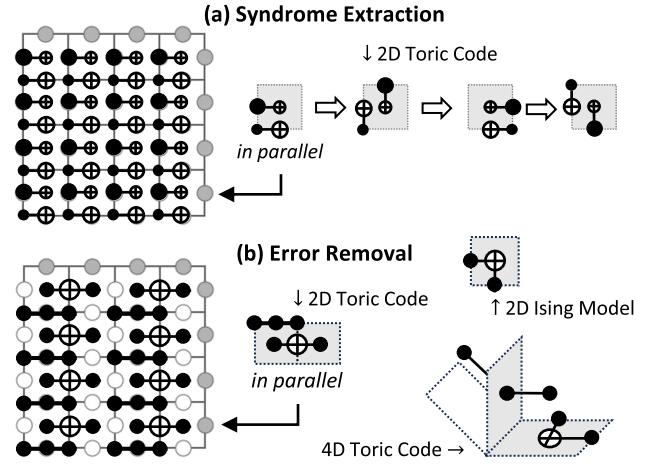 (a) Syndrome Extraction
↓2D Toric Code
in parallel
(b) Error Removal
↓2D Toric Code
↑2D Ising Model
in parallel
4D Toric Code →